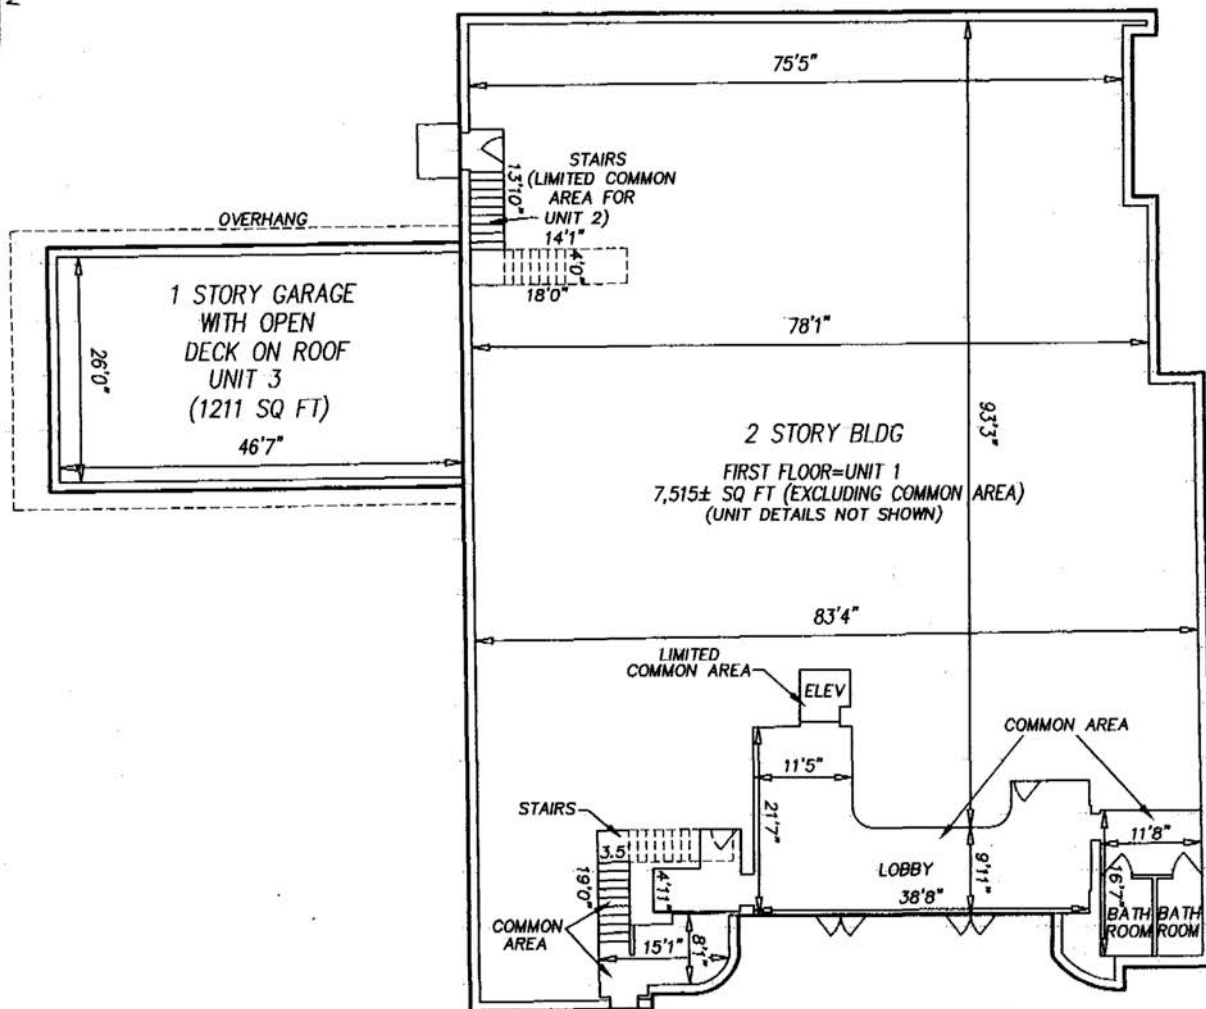 2
75'5"
STAIRS
(LIMITED COMMON
AREA FOR
UNIT 2)
13'10"
14'1"
4'0"
18'0"
OVERHANG
1 STORY GARAGE
WITH OPEN
DECK ON ROOF
UNIT 3
(1211 SQ FT)
26'0"
46'7"
78'1"
93'3"
2 STORY BLDG
FIRST FLOOR=UNIT 1
7,515± SQ FT (EXCLUDING COMMON AREA)
(UNIT DETAILS NOT SHOWN)
83'4"
LIMITED
COMMON AREA
ELEV
COMMON AREA
11'5"
21'7"
STAIRS
3.5
19'0"
4'11"
LOBBY
9'11"
38'8"
11'8"
16'7"
BATH
ROOM
BATH
ROOM
COMMON
AREA
15'1"
8'1"